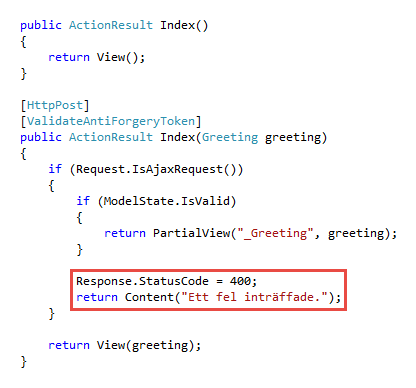 public ActionResult Index()
{
    return View();
}

[HttpPost]
[ValidateAntiForgeryToken]
public ActionResult Index(Greeting greeting)
{
    if (Request.IsAjaxRequest())
    {
        if (ModelState.IsValid)
        {
            return PartialView("_Greeting", greeting);
        }

        Response.StatusCode = 400;
        return Content("Ett fel inträffade.");
    }

    return View(greeting);
}